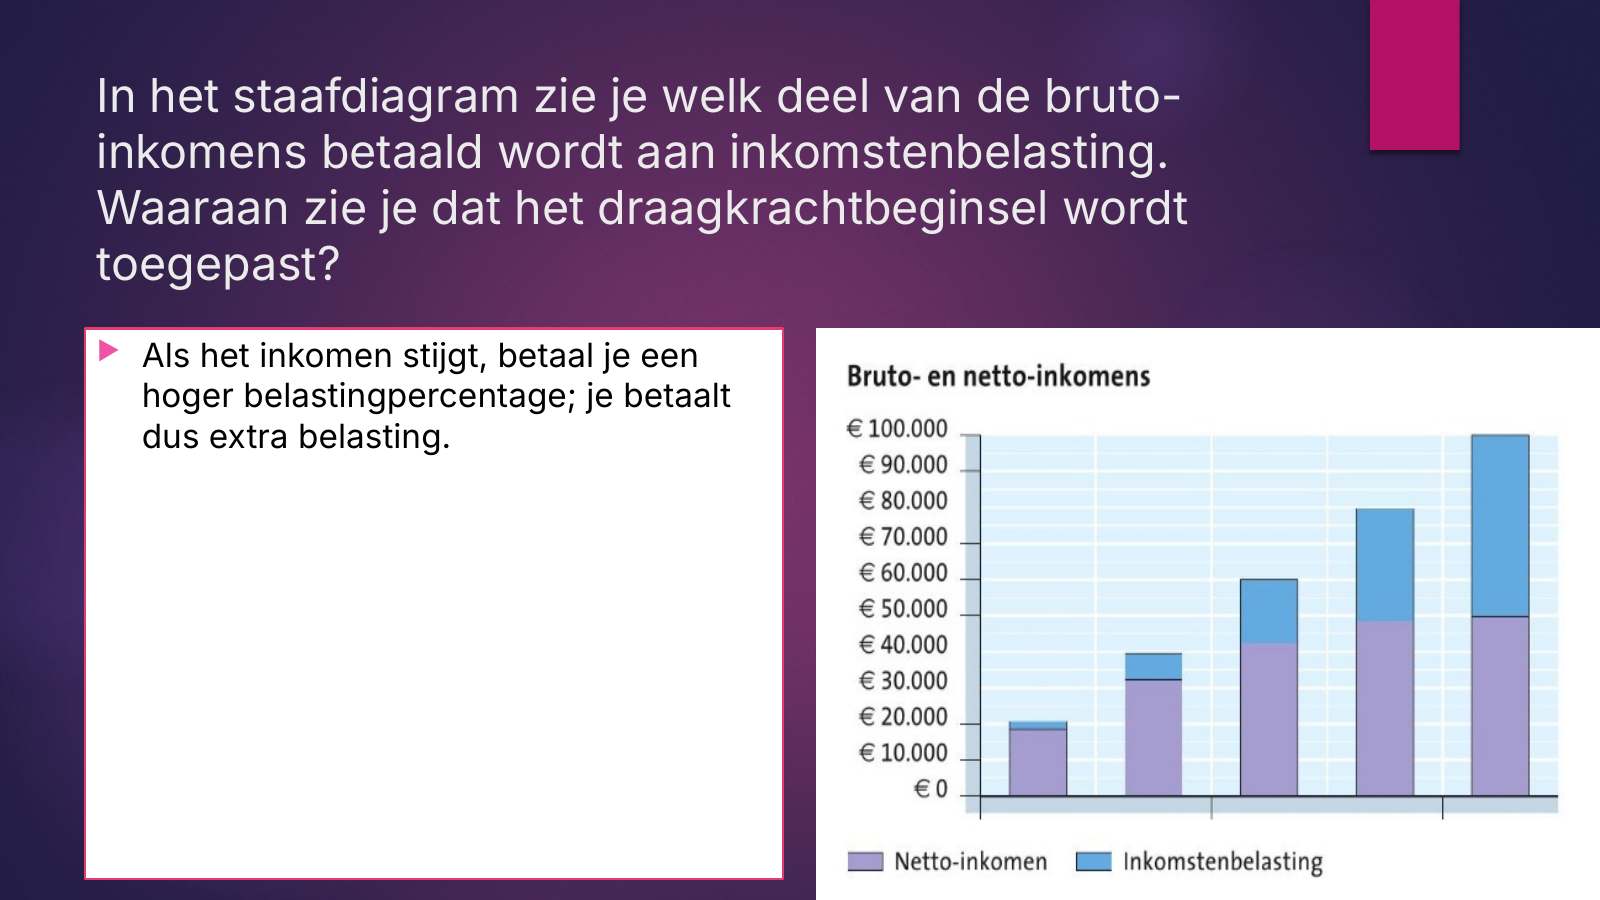 In het staafdiagram zie je welk deel van de bruto-
inkomens betaald wordt aan inkomstenbelasting.
Waaraan zie je dat het draagkrachtbeginsel wordt
toegepast?
Als het inkomen stijgt, betaal je een
hoger belastingpercentage; je betaalt
dus extra belasting.
Bruto- en netto-inkomens
€ 100.000
€ 90.000
€ 80.000
€ 70.000
€ 60.000
€ 50.000
€ 40.000
€ 30.000
€ 20.000
€ 10.000
€ 0
Netto-inkomen Inkomstenbelasting